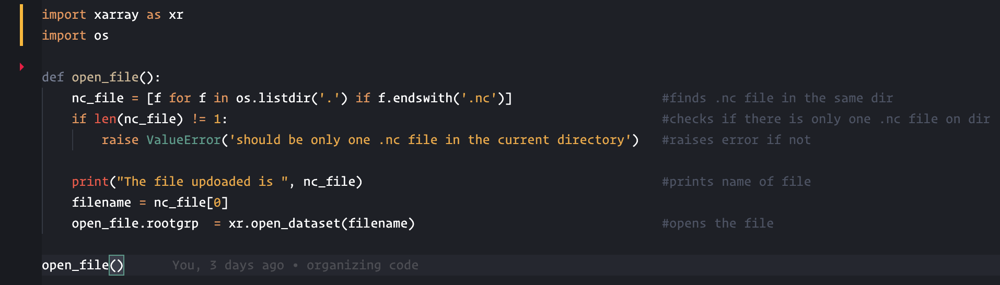 import xarray as xr
import os
def open_file():
nc_file = [f for f in os.listdir('.') if f.endswith('.nc')] #finds .nc file in the same dir
if len(nc_file) != 1: #checks if there is only one .nc file on dir
raise ValueError('should be only one .nc file in the current directory') #raises error if not
print("The file updoaded is ", nc_file) #prints name of file
filename = nc_file[0]
open_file.rootgrp  = xr.open_dataset(filename) #opens the file
open_file() You, 3 days ago • organizing code